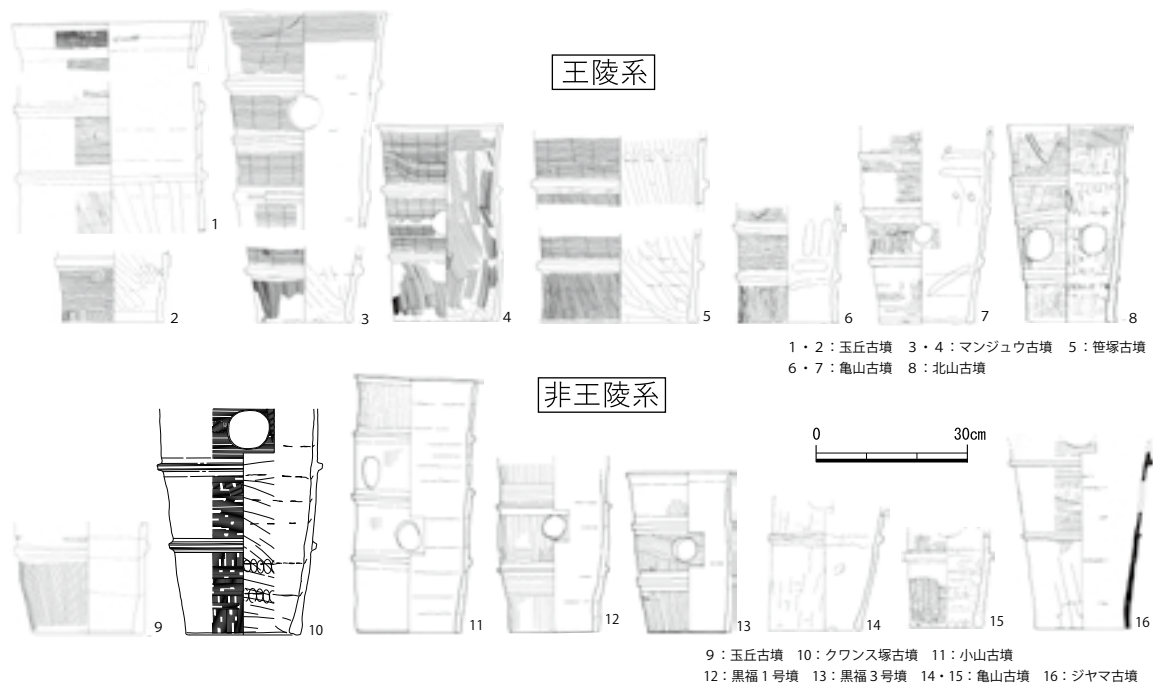 王陵系
1
2
3
4
5
6
7
8
1・2：玉丘古墳　3・4：マンジュウ古墳　5：笹塚古墳
6・7：亀山古墳　8：北山古墳
非王陵系
0　30cm
9
10
11
12
13
14
15
16
9：玉丘古墳　10：クワンス塚古墳　11：小山古墳
12：黒福1号墳　13：黒福3号墳　14・15：亀山古墳　16：ジヤマ古墳